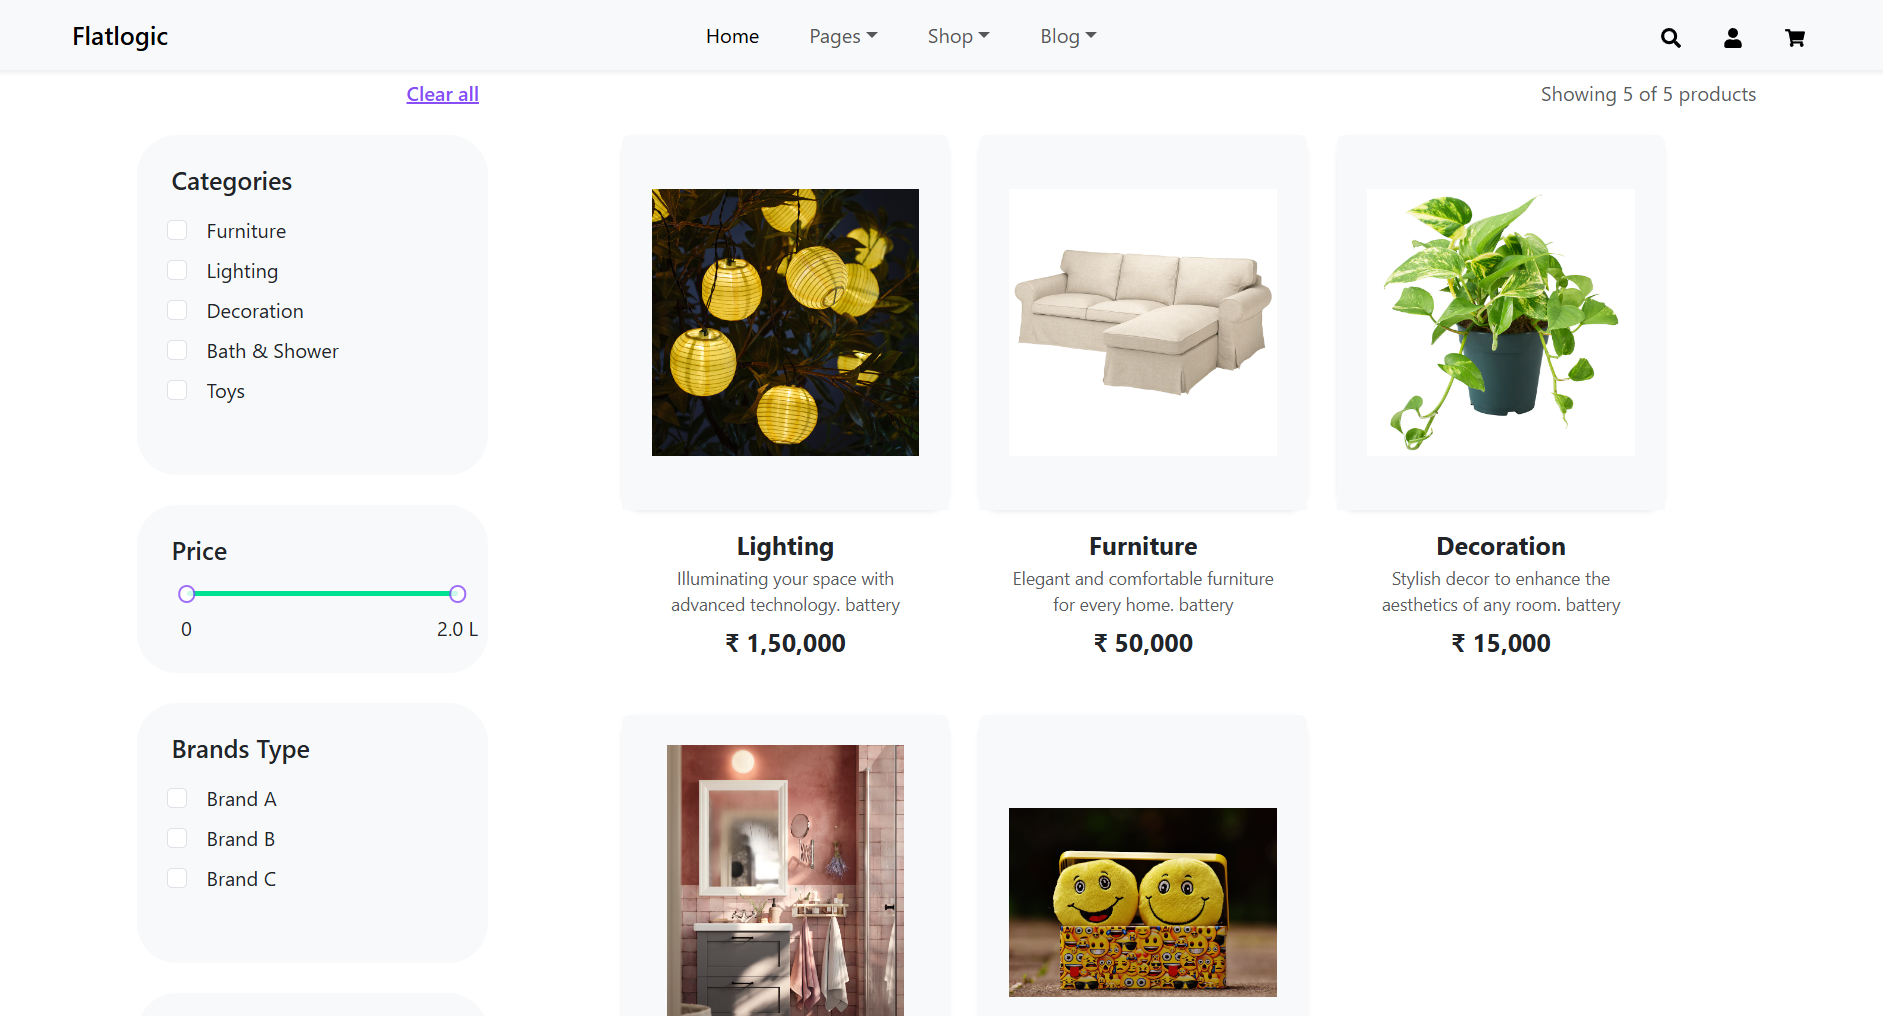 Flatlogic
Home
Pages
Shop
Blog
Clear all
Showing 5 of 5 products
Categories
Furniture
Lighting
Decoration
Bath & Shower
Toys
Price
0
2.0 L
Brands Type
Brand A
Brand B
Brand C
Lighting
Illuminating your space with
advanced technology. battery
₹ 1,50,000
Furniture
Elegant and comfortable furniture
for every home. battery
₹ 50,000
Decoration
Stylish decor to enhance the
aesthetics of any room. battery
₹ 15,000